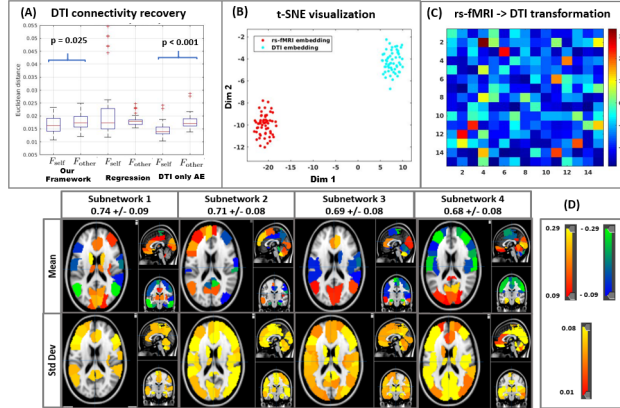 (A) DTI connectivity recovery
p = 0.025
p < 0.001
Euclidean distance
0.05
0.045
0.04
0.035
0.03
0.025
0.02
0.015
0.01
0.005
0
F_self F_other F_self F_other F_self F_other
Our Framework Regression DTI only AE
(B) t-SNE visualization
rs-fMRI embedding
DTI embedding
Dim 2
-2
-4
-6
-8
-10
-12
-20 -15 -10 -5 0 5 10
Dim 1
(C) rs-fMRI -> DTI transformation
2
4
6
8
10
12
14
2 4 6 8 10 12 14
Subnetwork 1 Subnetwork 2 Subnetwork 3 Subnetwork 4
0.74 +/- 0.09 0.71 +/- 0.08 0.69 +/- 0.08 0.68 +/- 0.08
Mean
Std Dev
(D)
0.29 - 0.29
0.09 - 0.09
0.08
0.01